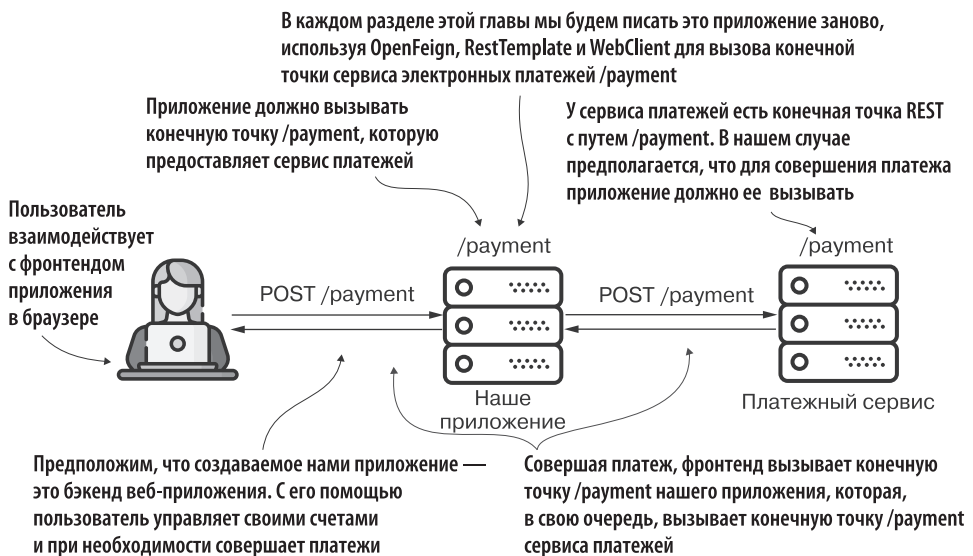 В каждом разделе этой главы мы будем писать это приложение заново,
используя OpenFeign, RestTemplate и WebClient для вызова конечной
точки сервиса электронных платежей /payment
Приложение должно вызывать
конечную точку /payment, которую
предоставляет сервис платежей
У сервиса платежей есть конечная точка REST
с путем /payment. В нашем случае
предполагается, что для совершения платежа
приложение должно ее вызывать
Пользователь
взаимодействует
с фронтендом
приложения
в браузере
/payment
/payment
POST /payment
POST /payment
Наше
приложение
Платежный сервис
Предположим, что создаваемое нами приложение —
это бэкенд веб-приложения. С его помощью
пользователь управляет своими счетами
и при необходимости совершает платежи
Совершая платеж, фронтенд вызывает конечную
точку /payment нашего приложения, которая,
в свою очередь, вызывает конечную точку /payment
сервиса платежей